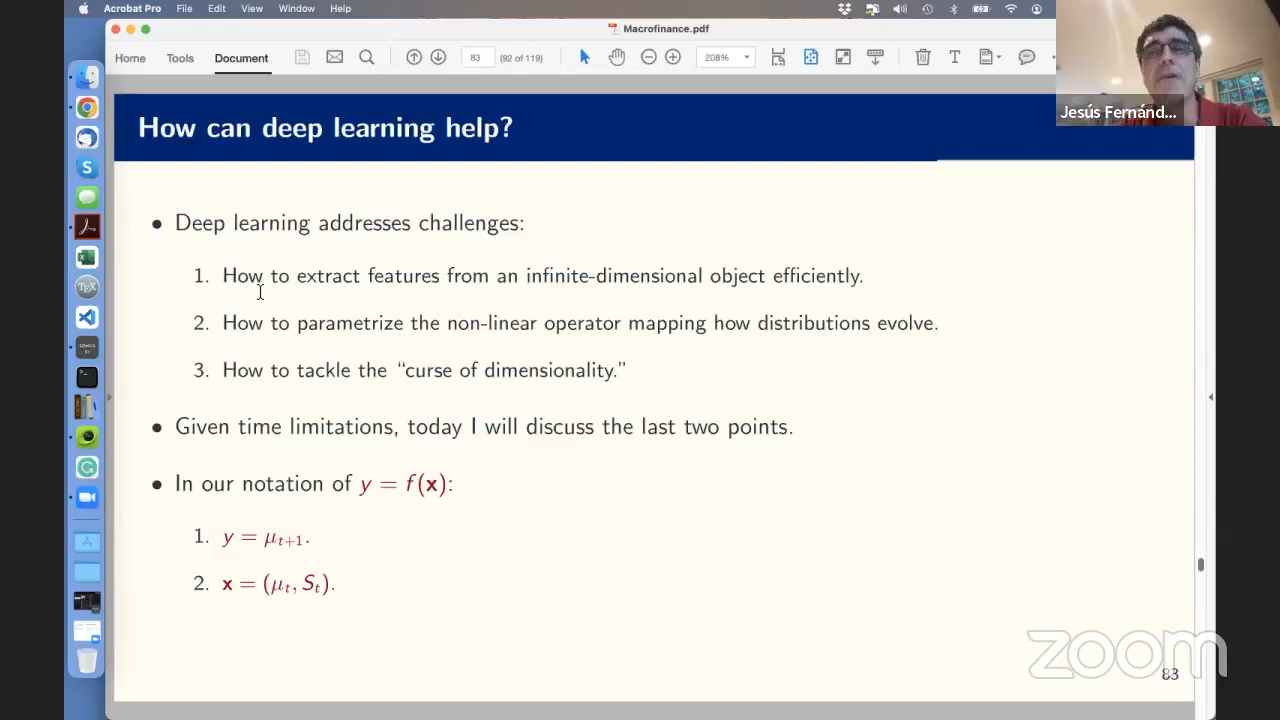 Acrobat Pro File Edit View Window Help
Macrofinance.pdf
Home Tools Document 83 (92 of 119) 208%
Jesús Fernánd...
How can deep learning help?
• Deep learning addresses challenges:
1. How to extract features from an infinite-dimensional object efficiently.
2. How to parametrize the non-linear operator mapping how distributions evolve.
3. How to tackle the “curse of dimensionality.”
• Given time limitations, today I will discuss the last two points.
• In our notation of y = f(x):
1. y = μₜ₊₁.
2. x = (μₜ, Sₜ).
zoom
83